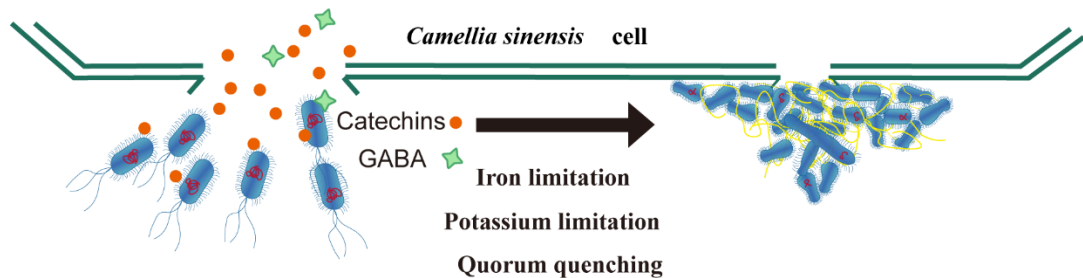 Camellia sinensis cell
Catechins
GABA
Iron limitation
Potassium limitation
Quorum quenching